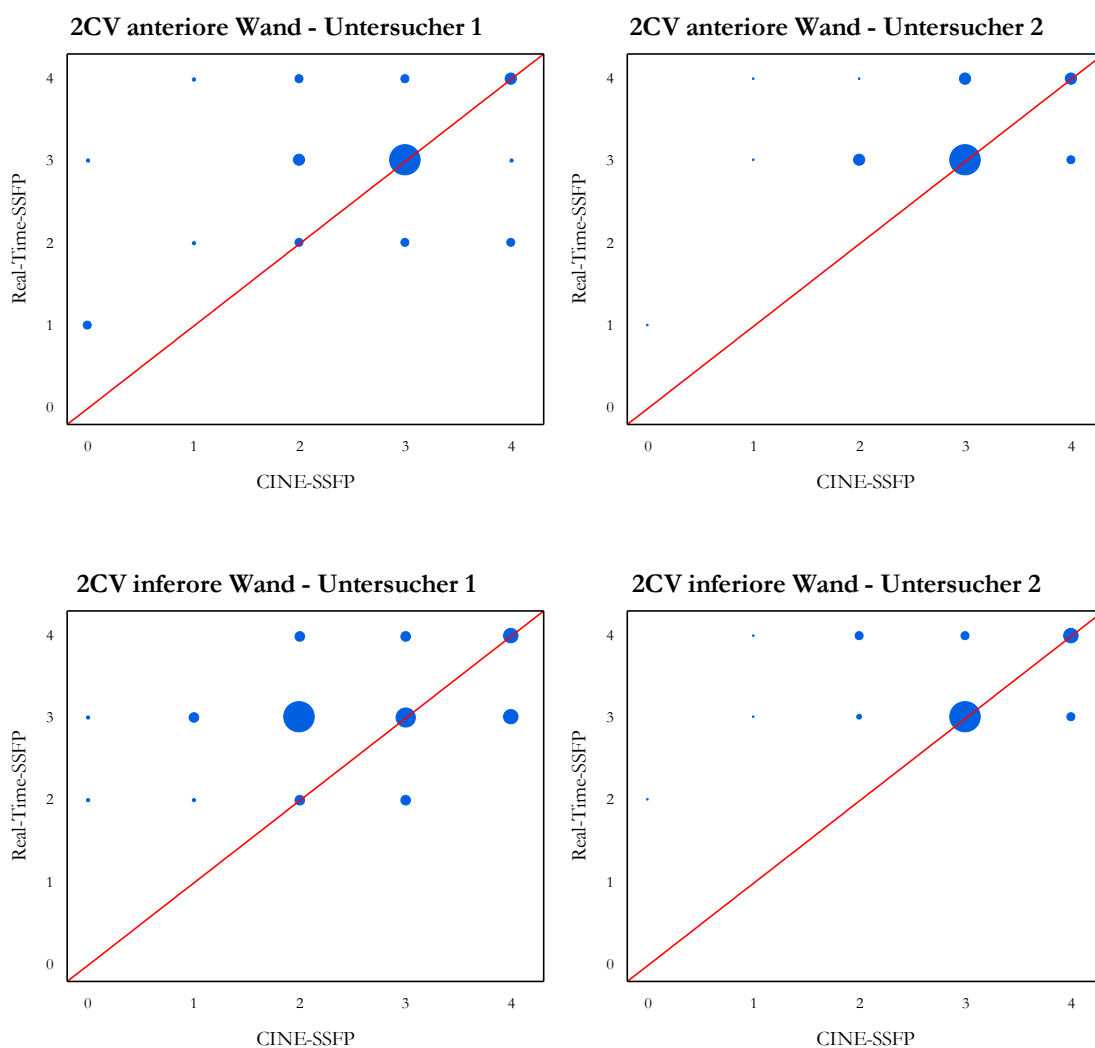 2CV anteriore Wand - Untersucher 1
4
3
2
1
0
Real-Time-SSFP
0 1 2 3 4
CINE-SSFP
2CV anteriore Wand - Untersucher 2
4
3
2
1
0
Real-Time-SSFP
0 1 2 3 4
CINE-SSFP
2CV inferore Wand - Untersucher 1
4
3
2
1
0
Real-Time-SSFP
0 1 2 3 4
CINE-SSFP
2CV inferiore Wand - Untersucher 2
4
3
2
1
0
Real-Time-SSFP
0 1 2 3 4
CINE-SSFP